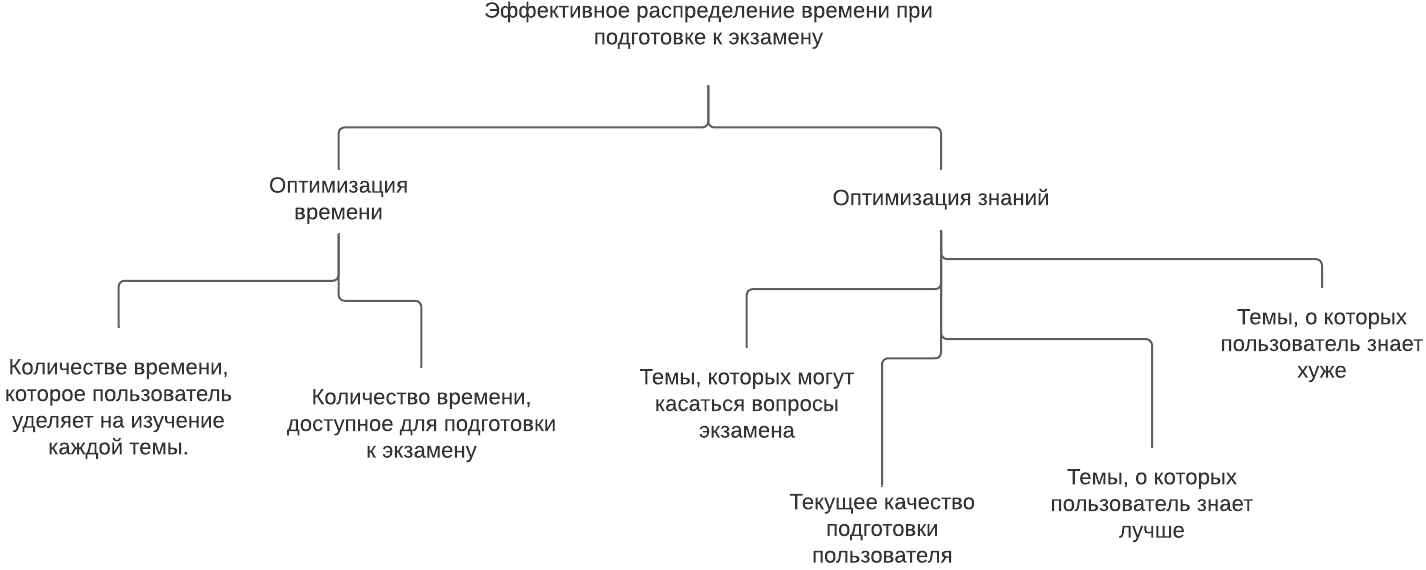 Эффективное распределение времени при
подготовке к экзамену
Оптимизация
времени
Оптимизация знаний
Количестве времени,
которое пользователь
уделяет на изучение
каждой темы.
Количество времени,
доступное для подготовки
к экзамену
Темы, которых могут
касаться вопросы
экзамена
Текущее качество
подготовки
пользователя
Темы, о которых
пользователь знает
лучше
Темы, о которых
пользователь знает
хуже